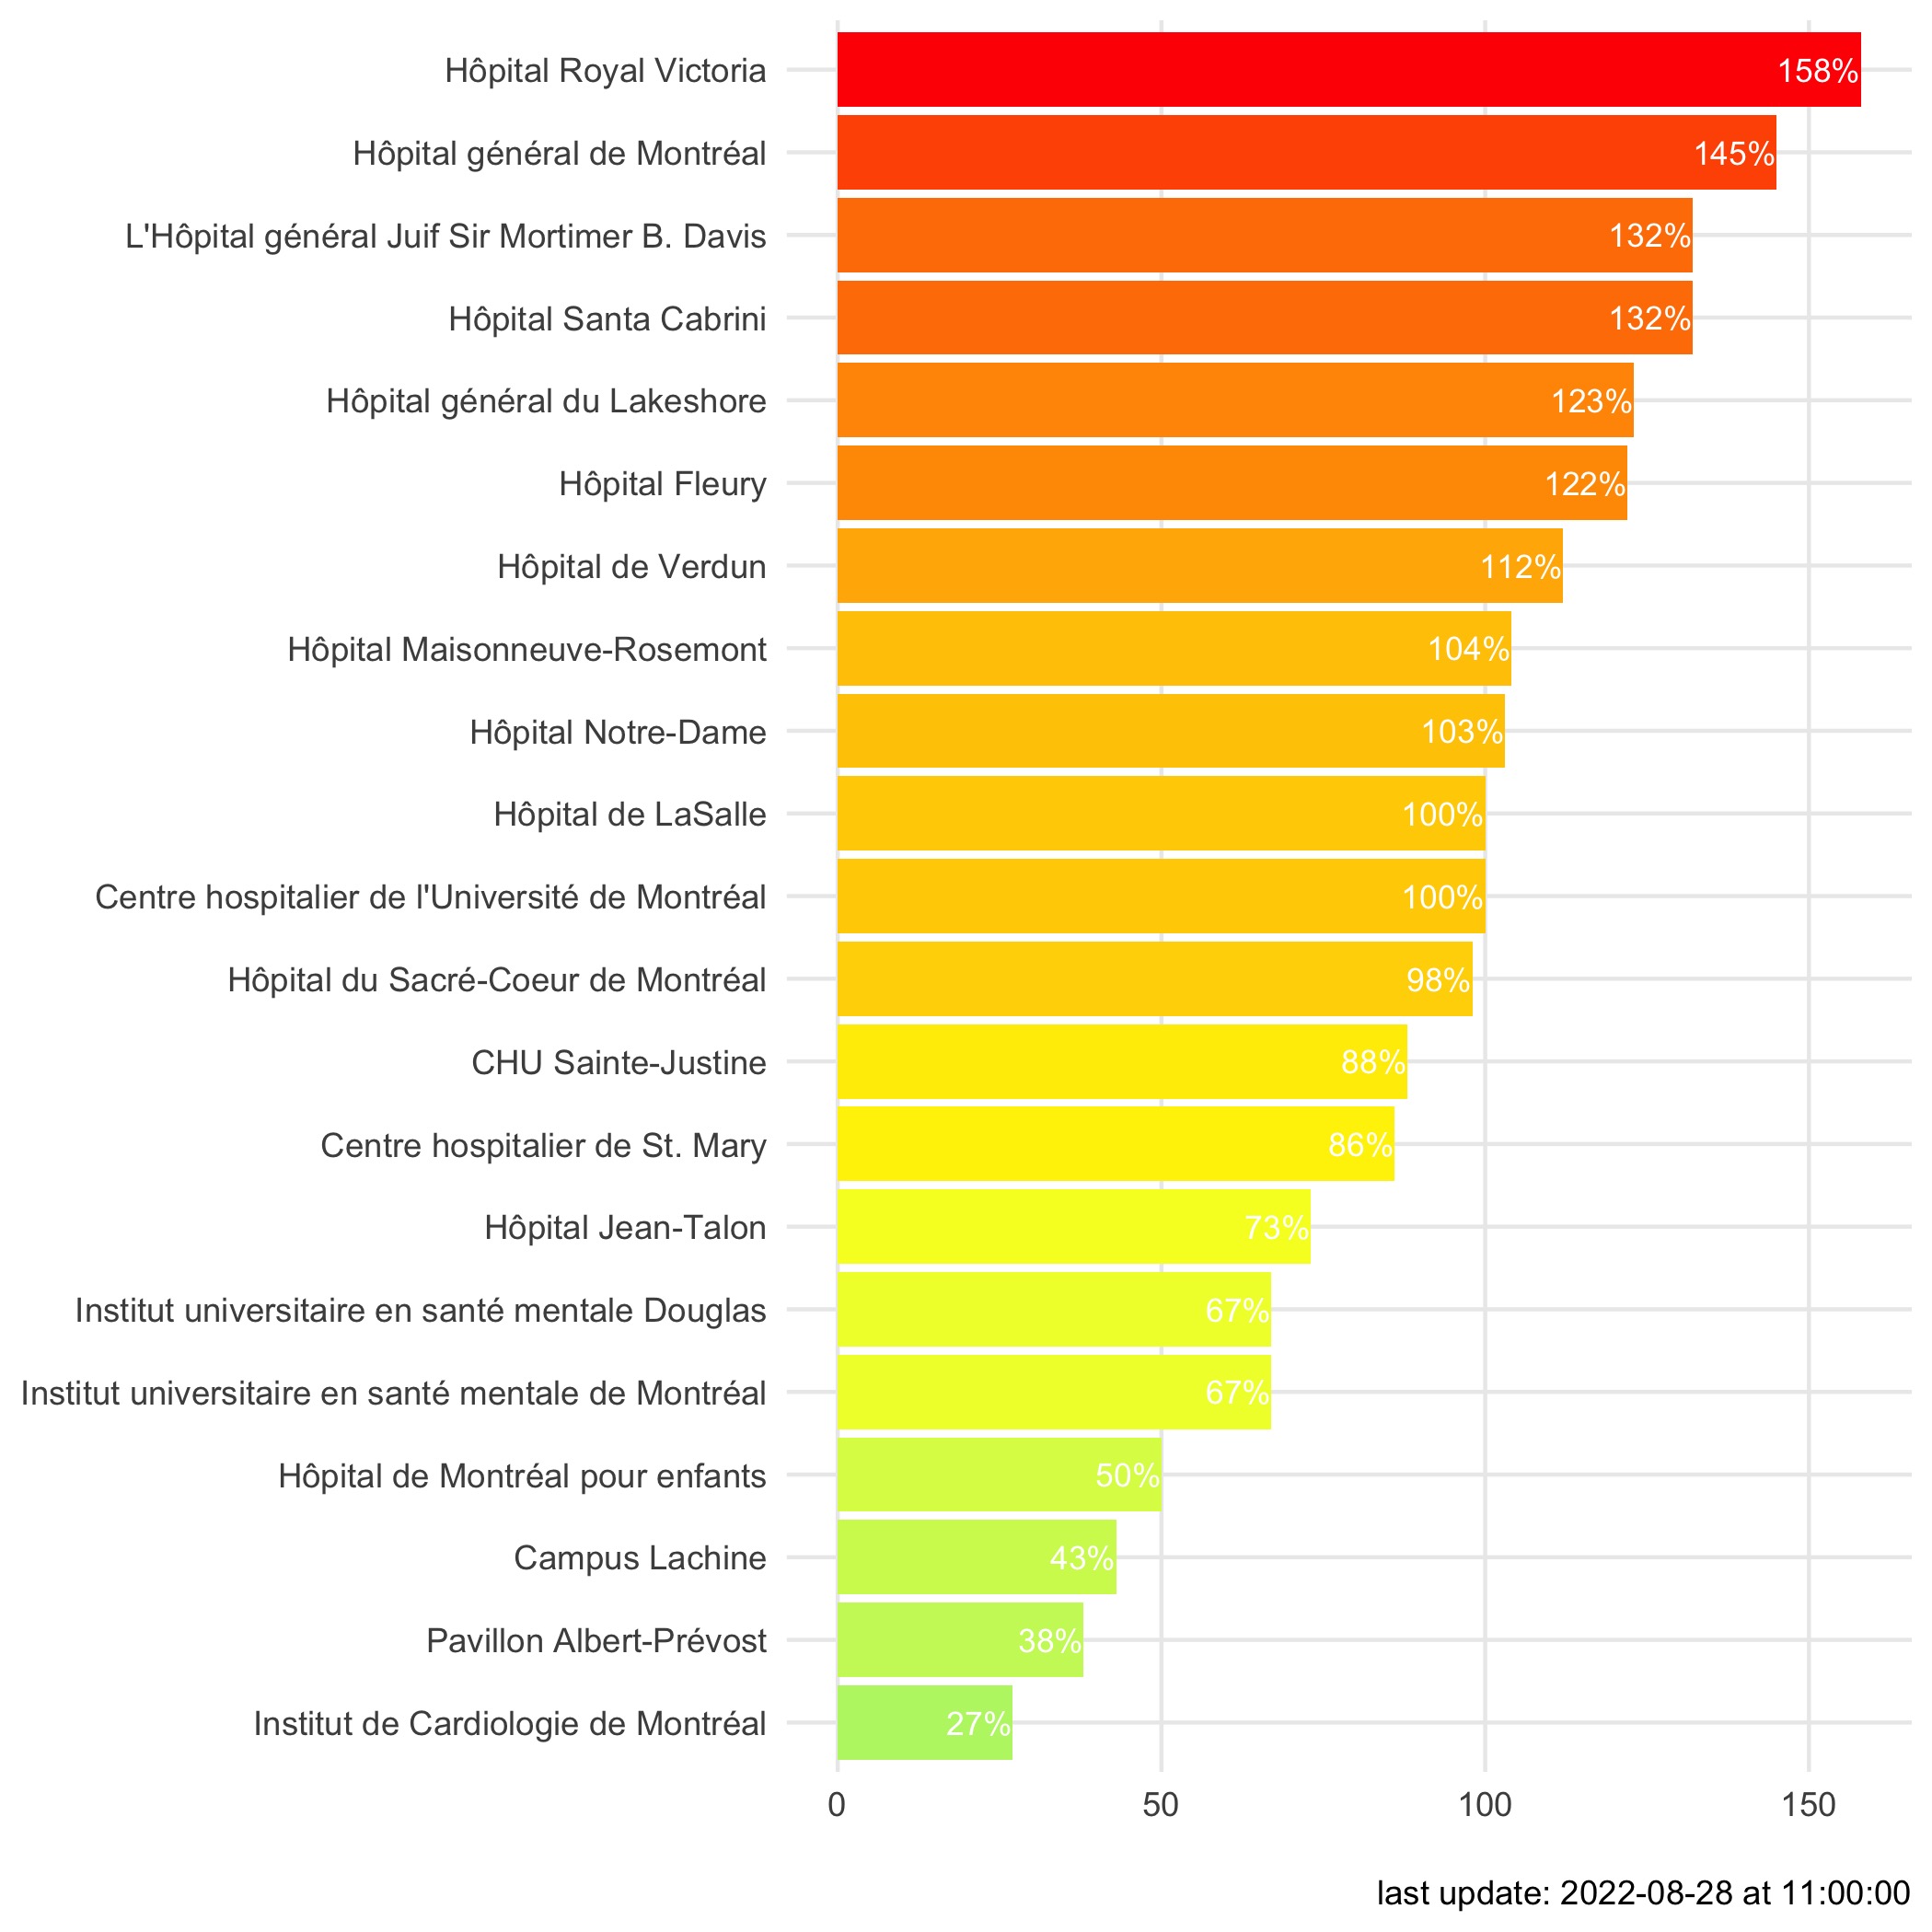 Hôpital Royal Victoria 158%
Hôpital général de Montréal 145%
L'Hôpital général Juif Sir Mortimer B. Davis 132%
Hôpital Santa Cabrini 132%
Hôpital général du Lakeshore 123%
Hôpital Fleury 122%
Hôpital de Verdun 112%
Hôpital Maisonneuve-Rosemont 104%
Hôpital Notre-Dame 103%
Hôpital de LaSalle 100%
Centre hospitalier de l'Université de Montréal 100%
Hôpital du Sacré-Coeur de Montréal 98%
CHU Sainte-Justine 88%
Centre hospitalier de St. Mary 86%
Hôpital Jean-Talon 73%
Institut universitaire en santé mentale Douglas 67%
Institut universitaire en santé mentale de Montréal 67%
Hôpital de Montréal pour enfants 50%
Campus Lachine 43%
Pavillon Albert-Prévost 38%
Institut de Cardiologie de Montréal 27%
0 50 100 150
last update: 2022-08-28 at 11:00:00